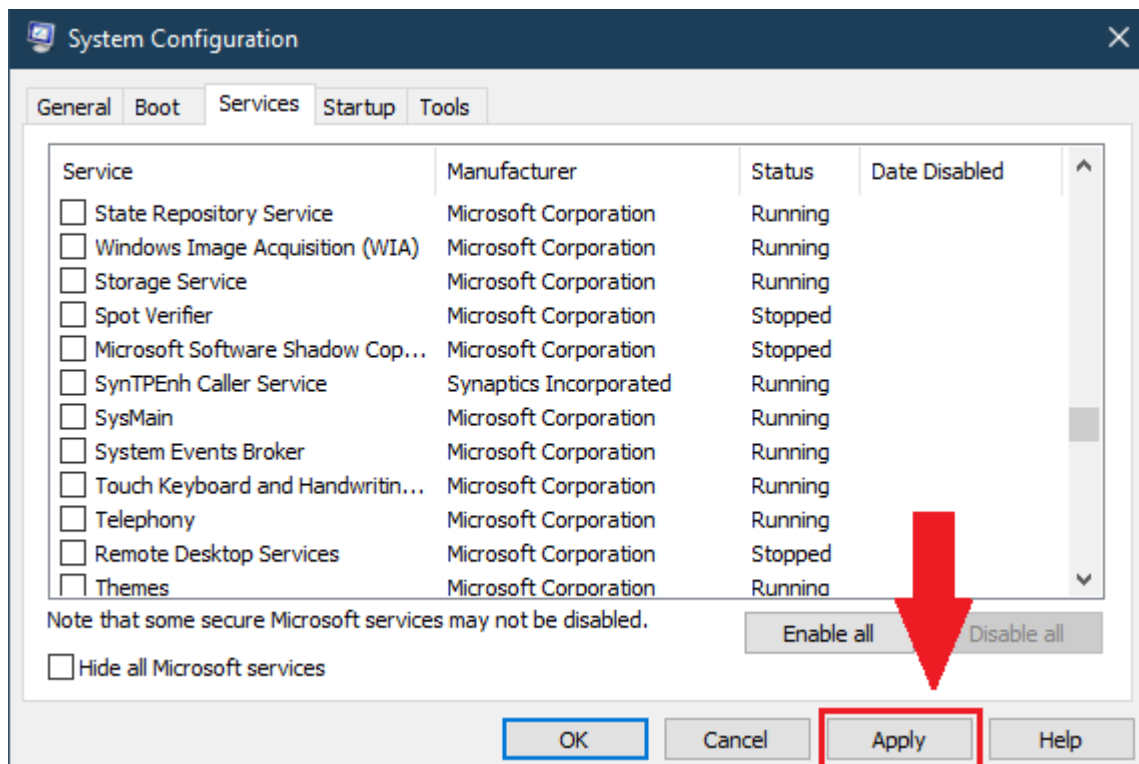 System Configuration
General Boot Services Startup Tools
Service Manufacturer Status Date Disabled
State Repository Service Microsoft Corporation Running
Windows Image Acquisition (WIA) Microsoft Corporation Running
Storage Service Microsoft Corporation Running
Spot Verifier Microsoft Corporation Stopped
Microsoft Software Shadow Cop... Microsoft Corporation Stopped
SynTPEnh Caller Service Synaptics Incorporated Running
SysMain Microsoft Corporation Running
System Events Broker Microsoft Corporation Running
Touch Keyboard and Handwritin... Microsoft Corporation Running
Telephony Microsoft Corporation Running
Remote Desktop Services Microsoft Corporation Stopped
Themes Microsoft Corporation Running
Note that some secure Microsoft services may not be disabled.
Enable all Disable all
Hide all Microsoft services
OK Cancel Apply Help